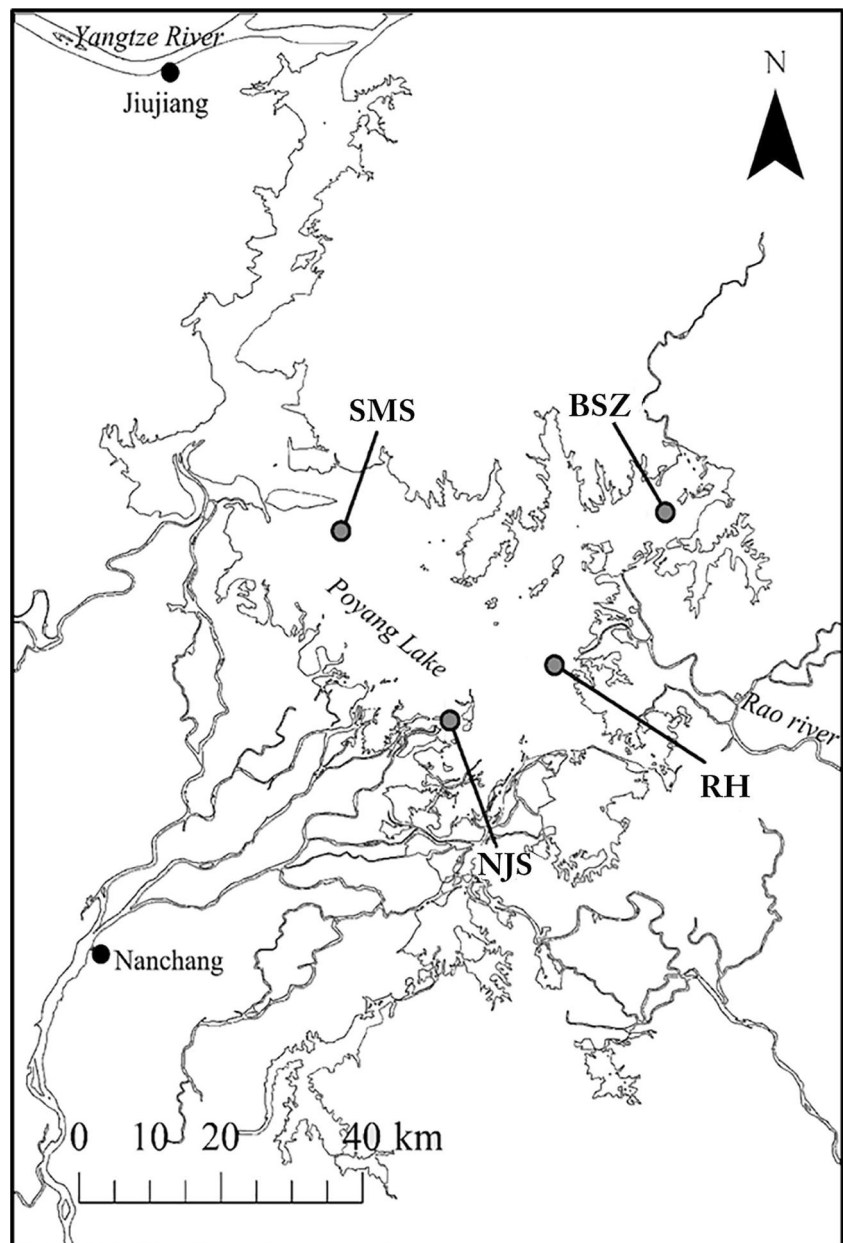 Yangtze River
Jiujiang
N
SMS
BSZ
Poyang Lake
Rao river
RH
NJS
Nanchang
0 10 20 40 km